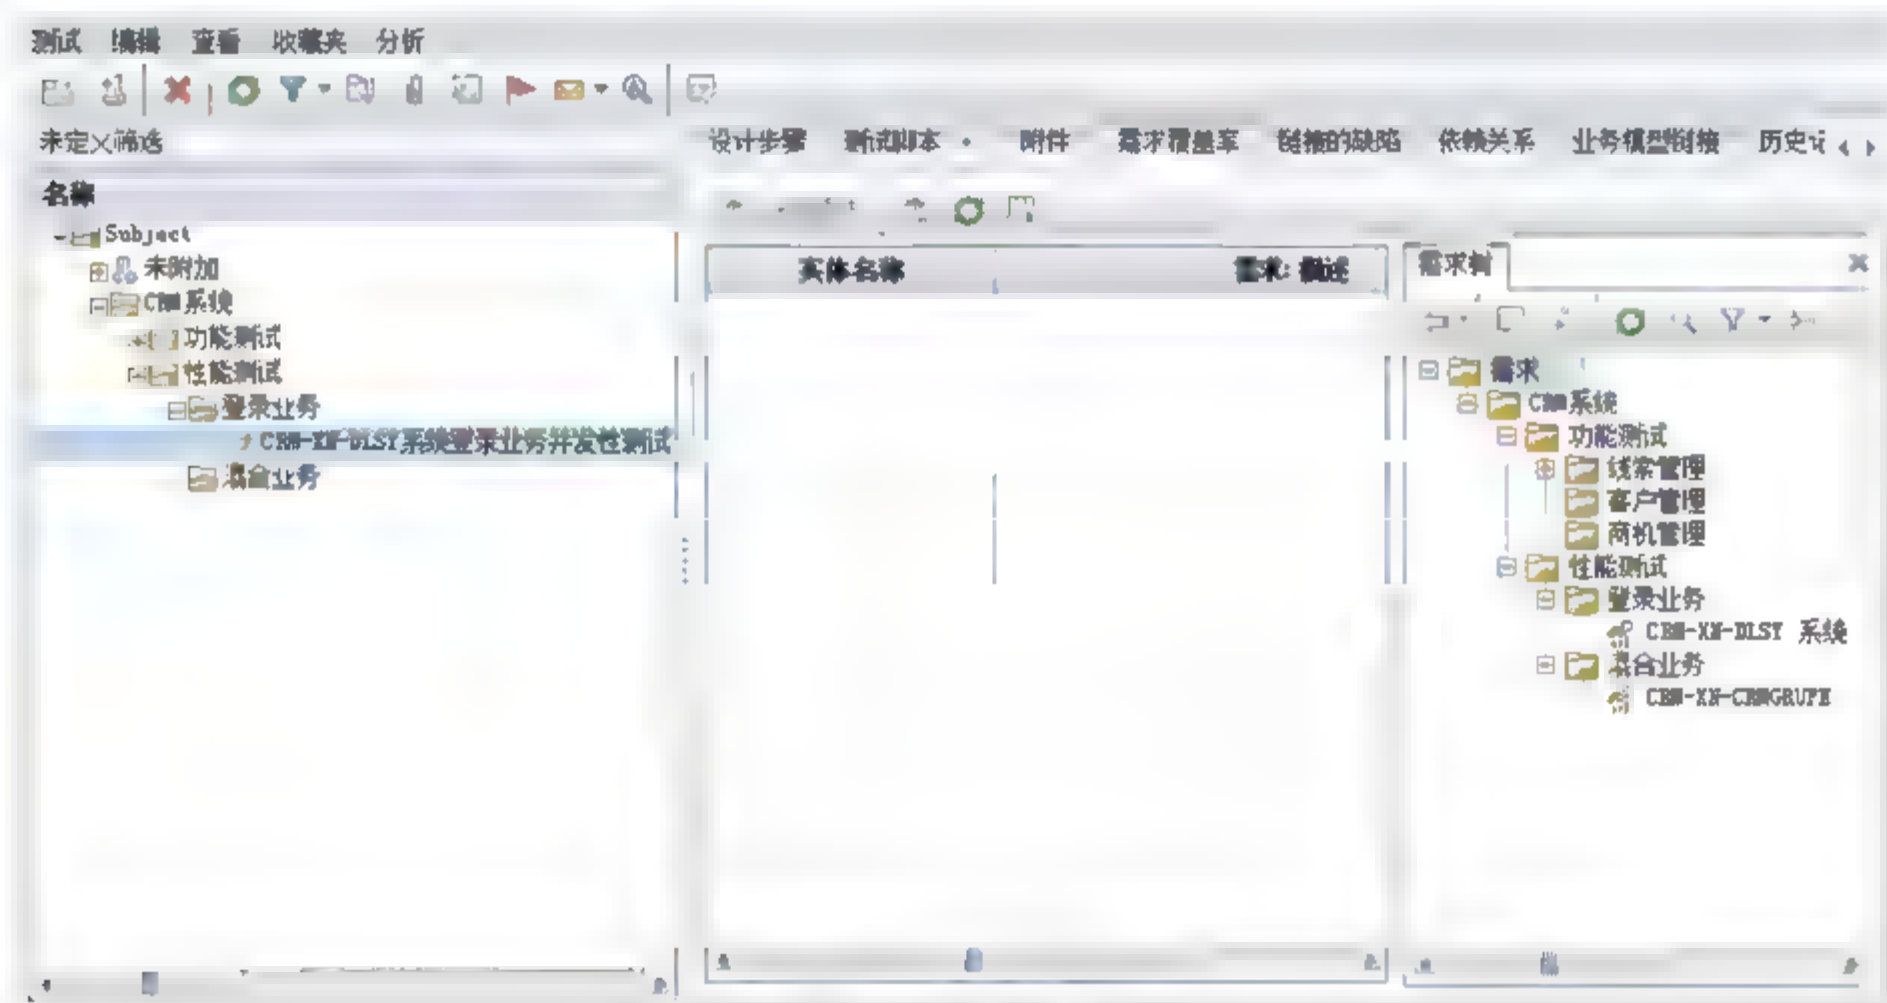 测试 编辑 查看 收藏夹 分析
未定义筛选
设计步骤 测试脚本 附件 需求覆盖率 链接的缺陷 依赖关系 业务模型链接 历史记
名称
Subject
未附加
CRM系统
功能测试
性能测试
登录业务
CRM-XN-DLST系统登录业务并发性测试
混合业务
实体名称 需求: 概述
需求树
需求
CRM系统
功能测试
线索管理
客户管理
商机管理
性能测试
登录业务
CRM-XN-DLST 系统
混合业务